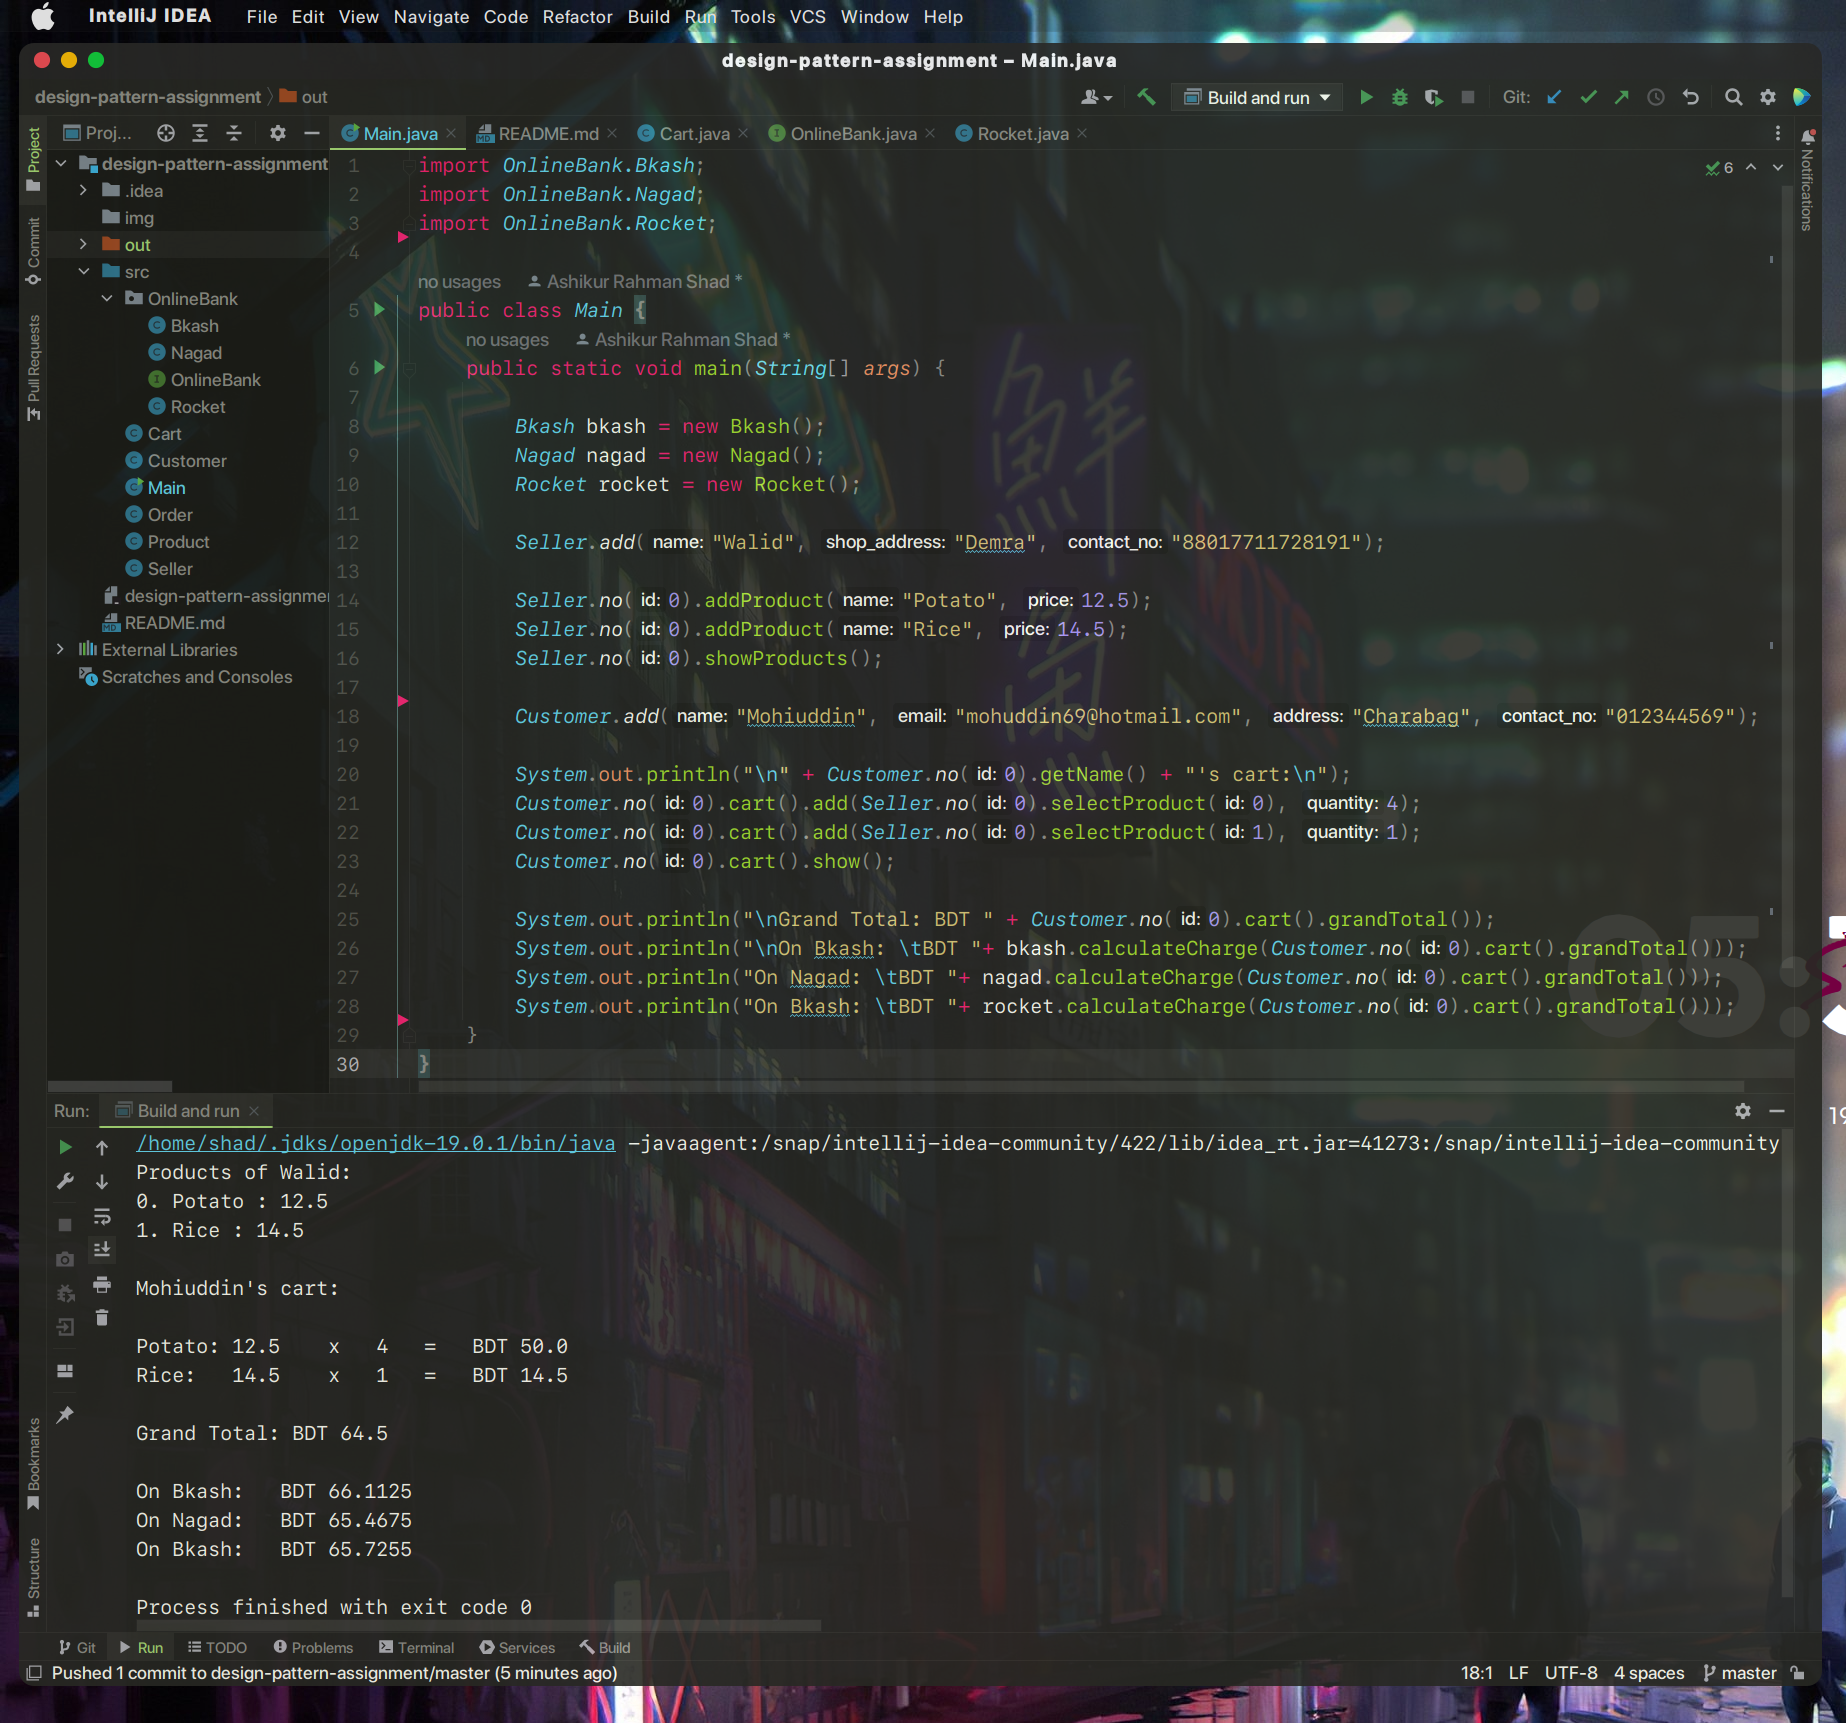 IntelliJ IDEA File Edit View Navigate Code Refactor Build Run Tools VCS Window Help
design-pattern-assignment – Main.java
design-pattern-assignment out
Build and run Git:
Proj... Main.java README.md Cart.java OnlineBank.java Rocket.java
Project
Commit
Pull Requests
Bookmarks
Structure
Notifications
design-pattern-assignment
.idea
img
out
src
OnlineBank
Bkash
Nagad
OnlineBank
Rocket
Cart
Customer
Main
Order
Product
Seller
design-pattern-assignme
README.md
External Libraries
Scratches and Consoles
6
1 import OnlineBank.Bkash;
2 import OnlineBank.Nagad;
3 import OnlineBank.Rocket;
4
no usages Ashikur Rahman Shad *
5 public class Main {
no usages Ashikur Rahman Shad *
6 public static void main(String[] args) {
7
8 Bkash bkash = new Bkash();
9 Nagad nagad = new Nagad();
10 Rocket rocket = new Rocket();
11
12 Seller.add( name: "Walid", shop_address: "Demra", contact_no: "88017711728191");
13
14 Seller.no( id: 0).addProduct( name: "Potato", price: 12.5);
15 Seller.no( id: 0).addProduct( name: "Rice", price: 14.5);
16 Seller.no( id: 0).showProducts();
17
18 Customer.add( name: "Mohiuddin", email: "mohuddin69@hotmail.com", address: "Charabag", contact_no: "012344569");
19
20 System.out.println("\n" + Customer.no( id: 0).getName() + "'s cart:\n");
21 Customer.no( id: 0).cart().add(Seller.no( id: 0).selectProduct( id: 0), quantity: 4);
22 Customer.no( id: 0).cart().add(Seller.no( id: 0).selectProduct( id: 1), quantity: 1);
23 Customer.no( id: 0).cart().show();
24
25 System.out.println("\nGrand Total: BDT " + Customer.no( id: 0).cart().grandTotal());
26 System.out.println("\nOn Bkash: \tBDT "+ bkash.calculateCharge(Customer.no( id: 0).cart().grandTotal()));
27 System.out.println("On Nagad: \tBDT "+ nagad.calculateCharge(Customer.no( id: 0).cart().grandTotal()));
28 System.out.println("On Bkash: \tBDT "+ rocket.calculateCharge(Customer.no( id: 0).cart().grandTotal()));
29 }
30 }
05:
19
鮮
魚
Run: Build and run
/home/shad/.jdks/openjdk-19.0.1/bin/java -javaagent:/snap/intellij-idea-community/422/lib/idea_rt.jar=41273:/snap/intellij-idea-community
Products of Walid:
0. Potato : 12.5
1. Rice : 14.5
Mohiuddin's cart:
Potato: 12.5 x 4 = BDT 50.0
Rice: 14.5 x 1 = BDT 14.5
Grand Total: BDT 64.5
On Bkash: BDT 66.1125
On Nagad: BDT 65.4675
On Bkash: BDT 65.7255
Process finished with exit code 0
Git Run TODO Problems Terminal Services Build
Pushed 1 commit to design-pattern-assignment/master (5 minutes ago) 18:1 LF UTF-8 4 spaces master